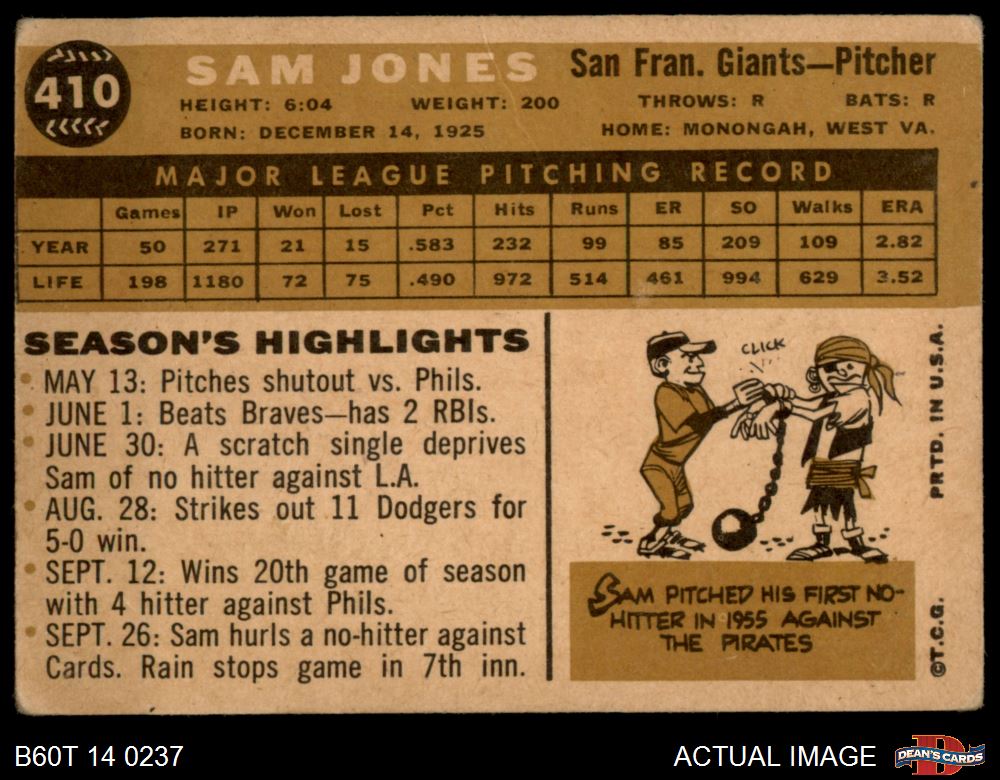 410
SAM JONES San Fran. Giants—Pitcher
HEIGHT: 6:04 WEIGHT: 200 THROWS: R BATS: R
BORN: DECEMBER 14, 1925 HOME: MONONGAH, WEST VA.
MAJOR LEAGUE PITCHING RECORD
Games IP Won Lost Pct Hits Runs ER SO Walks ERA
YEAR 50 271 21 15 .583 232 99 85 209 109 2.82
LIFE 198 1180 72 75 .490 972 514 461 994 629 3.52
SEASON'S HIGHLIGHTS
• MAY 13: Pitches shutout vs. Phils.
• JUNE 1: Beats Braves—has 2 RBIs.
• JUNE 30: A scratch single deprives
Sam of no hitter against L.A.
• AUG. 28: Strikes out 11 Dodgers for
5-0 win.
• SEPT. 12: Wins 20th game of season
with 4 hitter against Phils.
• SEPT. 26: Sam hurls a no-hitter against
Cards. Rain stops game in 7th inn.
CLICK
SAM PITCHED HIS FIRST NO-
HITTER IN 1955 AGAINST
THE PIRATES
©T.C.G. PRTD. IN U.S.A.
B60T 14 0237 ACTUAL IMAGE
D
DEAN'S CARDS